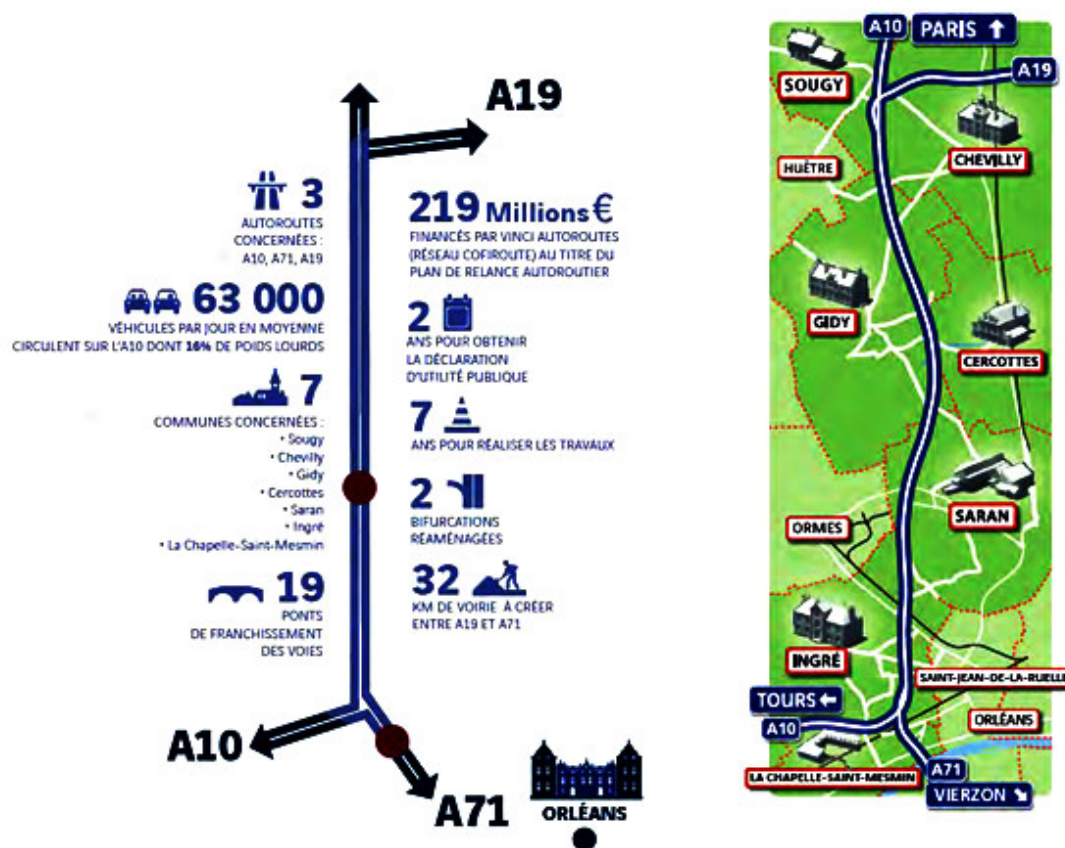 A19
3
AUTOROUTES
CONCERNÉES :
A10, A71, A19
63 000
VÉHICULES PAR JOUR EN MOYENNE
CIRCULENT SUR L'A10 DONT 16% DE POIDS LOURDS
7
COMMUNES CONCERNÉES :
• Sougy
• Chevilly
• Gidy
• Cercottes
• Saran
• Ingré
• La Chapelle-Saint-Mesmin
19
PONTS
DE FRANCHISSEMENT
DES VOIES
219 Millions €
FINANCÉS PAR VINCI AUTOROUTES
(RÉSEAU COFIROUTE) AU TITRE DU
PLAN DE RELANCE AUTOROUTIER
2
ANS POUR OBTENIR
LA DÉCLARATION
D'UTILITÉ PUBLIQUE
7
ANS POUR RÉALISER LES TRAVAUX
2
BIFURCATIONS
RÉAMÉNAGÉES
32
KM DE VOIRIE À CRÉER
ENTRE A19 ET A71
A10
A71
ORLÉANS
A10
PARIS
A19
SOUGY
CHEVILLY
HUÊTRE
GIDY
CERCOTTES
SARAN
ORMES
INGRÉ
SAINT-JEAN-DE-LA-RUELLE
TOURS
A10
ORLÉANS
LA CHAPELLE-SAINT-MESMIN
A71
VIERZON